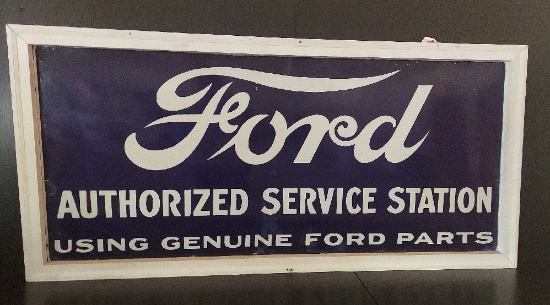 Ford
AUTHORIZED SERVICE STATION
USING GENUINE FORD PARTS